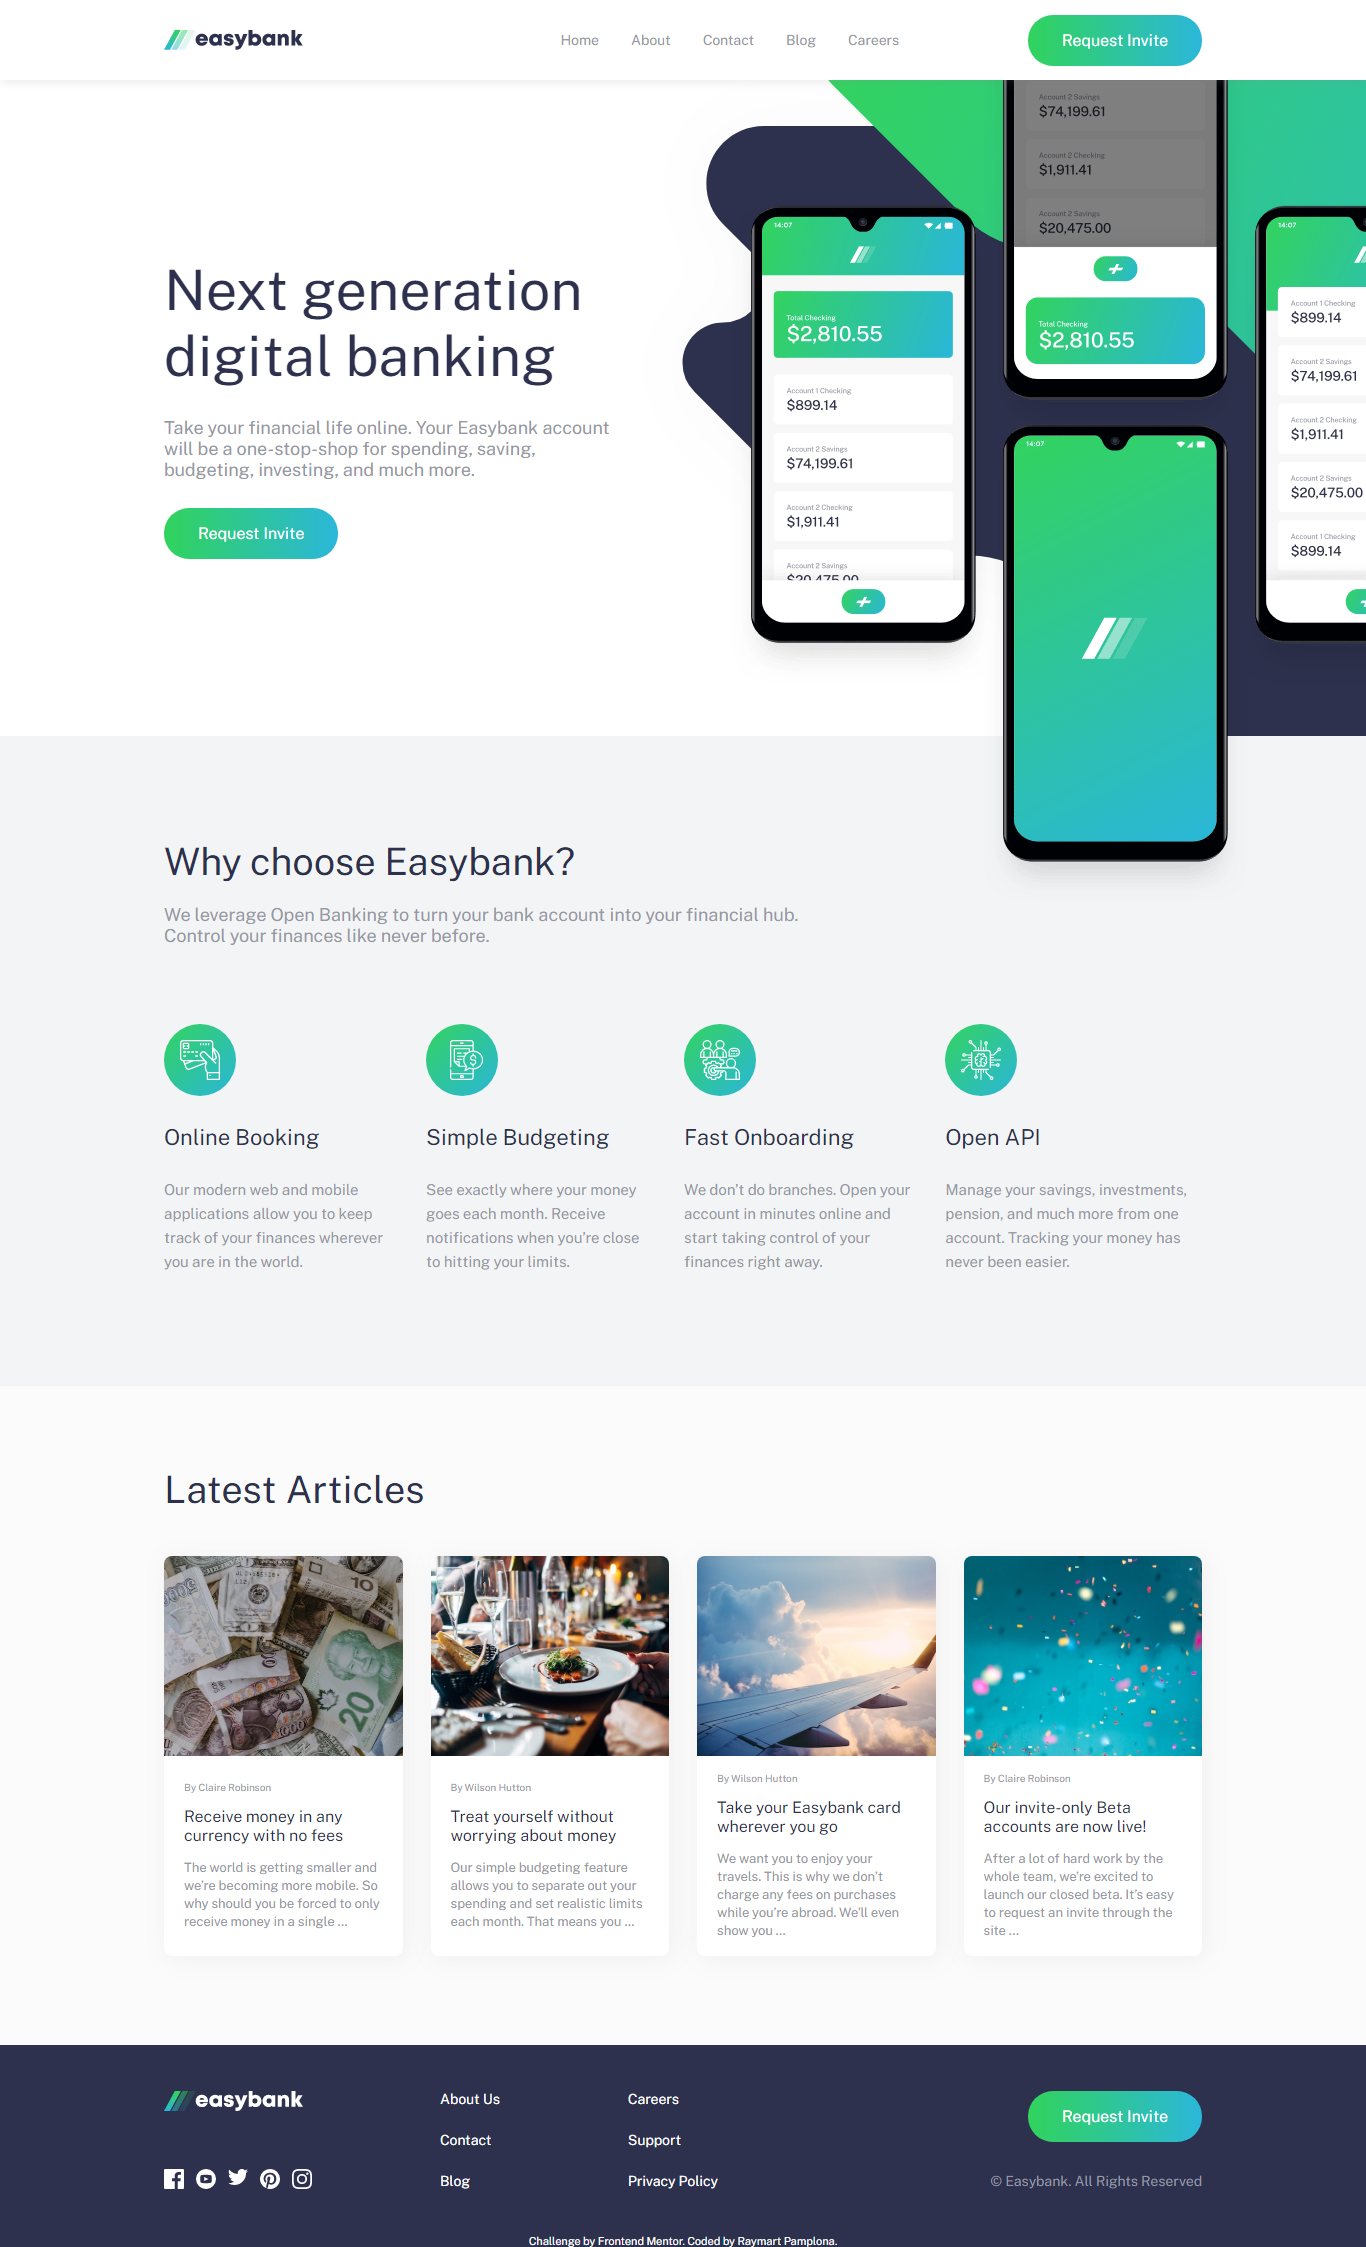 easybank
Home
About
Contact
Blog
Careers
Request Invite
Next generation
digital banking
Take your financial life online. Your Easybank account
will be a one-stop-shop for spending, saving,
budgeting, investing, and much more.
Request Invite
14:07
Total Checking
$2,810.55
Account 1 Checking
$899.14
Account 2 Savings
$74,199.61
Account 2 Checking
$1,911.41
Account 2 Savings
$20,475.00
Account 2 Savings
$74,199.61
Account 2 Checking
$1,911.41
Account 2 Savings
$20,475.00
Total Checking
$2,810.55
14:07
14:07
Account 1 Checking
$899.14
Account 2 Savings
$74,199.61
Account 2 Checking
$1,911.41
Account 2 Savings
$20,475.00
Account 1 Checking
$899.14
Why choose Easybank?
We leverage Open Banking to turn your bank account into your financial hub.
Control your finances like never before.
Online Booking
Our modern web and mobile
applications allow you to keep
track of your finances wherever
you are in the world.
Simple Budgeting
See exactly where your money
goes each month. Receive
notifications when you're close
to hitting your limits.
Fast Onboarding
We don't do branches. Open your
account in minutes online and
start taking control of your
finances right away.
Open API
Manage your savings, investments,
pension, and much more from one
account. Tracking your money has
never been easier.
Latest Articles
10
20
1000
By Claire Robinson
Receive money in any
currency with no fees
The world is getting smaller and
we're becoming more mobile. So
why should you be forced to only
receive money in a single ...
By Wilson Hutton
Treat yourself without
worrying about money
Our simple budgeting feature
allows you to separate out your
spending and set realistic limits
each month. That means you ...
By Wilson Hutton
Take your Easybank card
wherever you go
We want you to enjoy your
travels. This is why we don't
charge any fees on purchases
while you're abroad. We'll even
show you ...
By Claire Robinson
Our invite-only Beta
accounts are now live!
After a lot of hard work by the
whole team, we're excited to
launch our closed beta. It's easy
to request an invite through the
site ...
easybank
About Us
Contact
Blog
Careers
Support
Privacy Policy
Request Invite
© Easybank. All Rights Reserved
Challenge by Frontend Mentor. Coded by Raymart Pamplona.